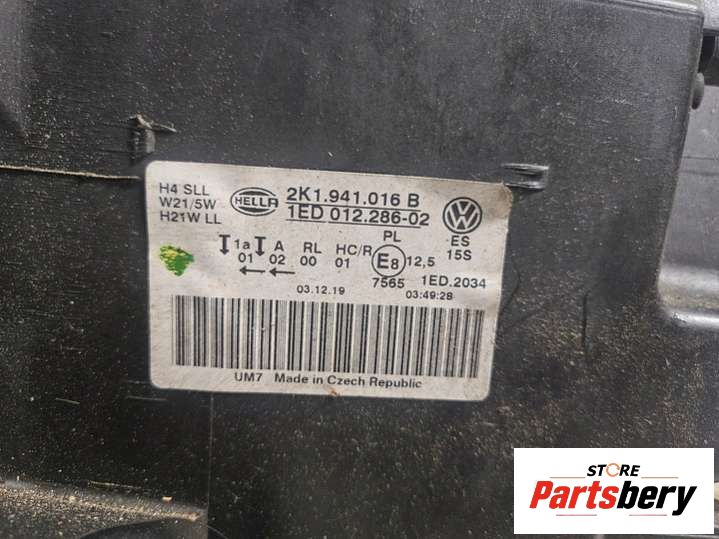 H4 SLL
W21/5W
H21W LL
HELLA
2K1.941.016 B
1ED 012.286-02
PL
ES
15S
1a A RL HC/R E8 12,5
01 02 00 01
7565 1ED.2034
03.12.19 03:49:28
UM7 Made in Czech Republic
STORE
Partsbery